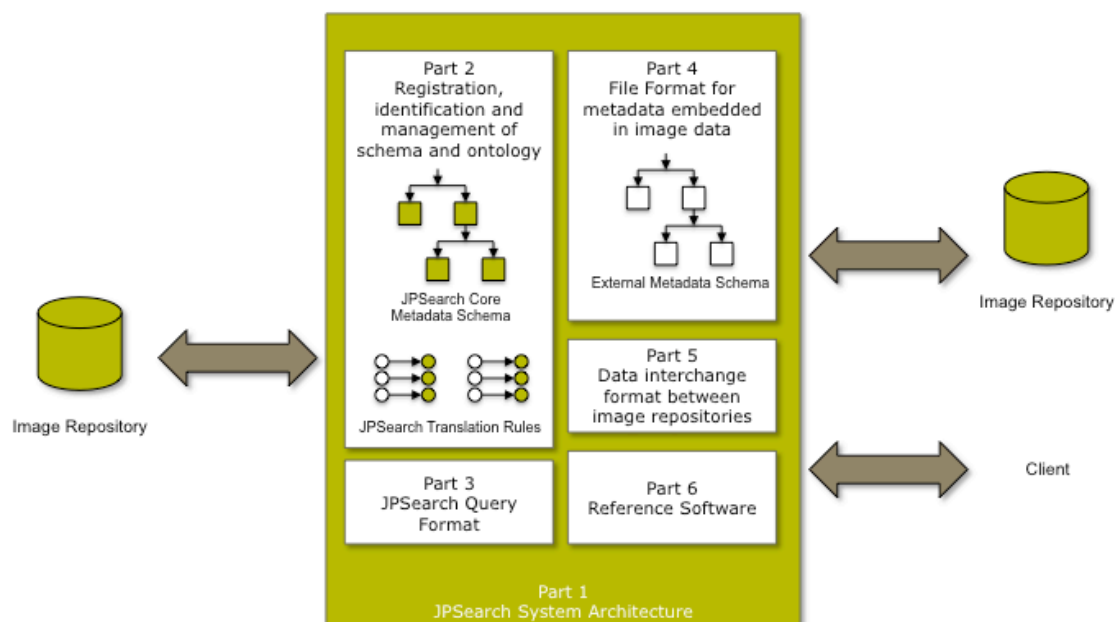 Part 2
Registration,
identification and
management of
schema and ontology
JPSearch Core
Metadata Schema
JPSearch Translation Rules
Part 3
JPSearch Query
Format
Part 4
File Format for
metadata embedded
in image data
External Metadata Schema
Part 5
Data interchange
format between
image repositories
Part 6
Reference Software
Part 1
JPSearch System Architecture
Image Repository
Image Repository
Client